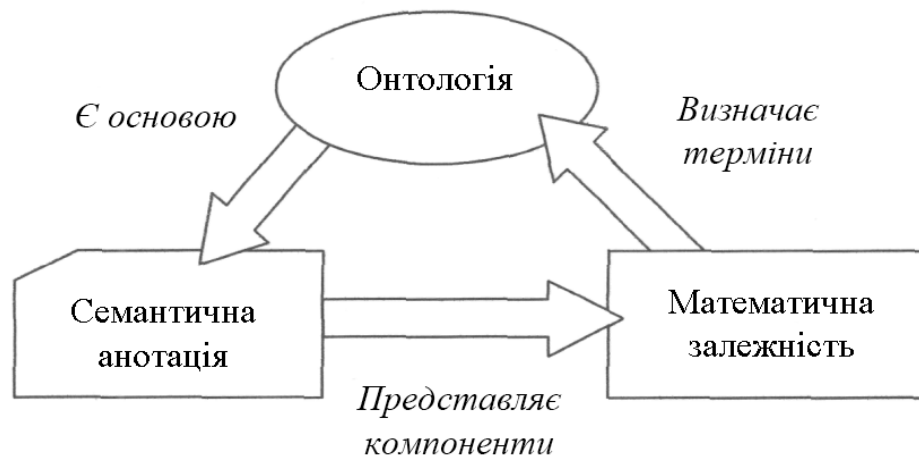 Онтологія
Є основою
Визначає
терміни
Семантична
анотація
Математична
залежність
Представляє
компоненти